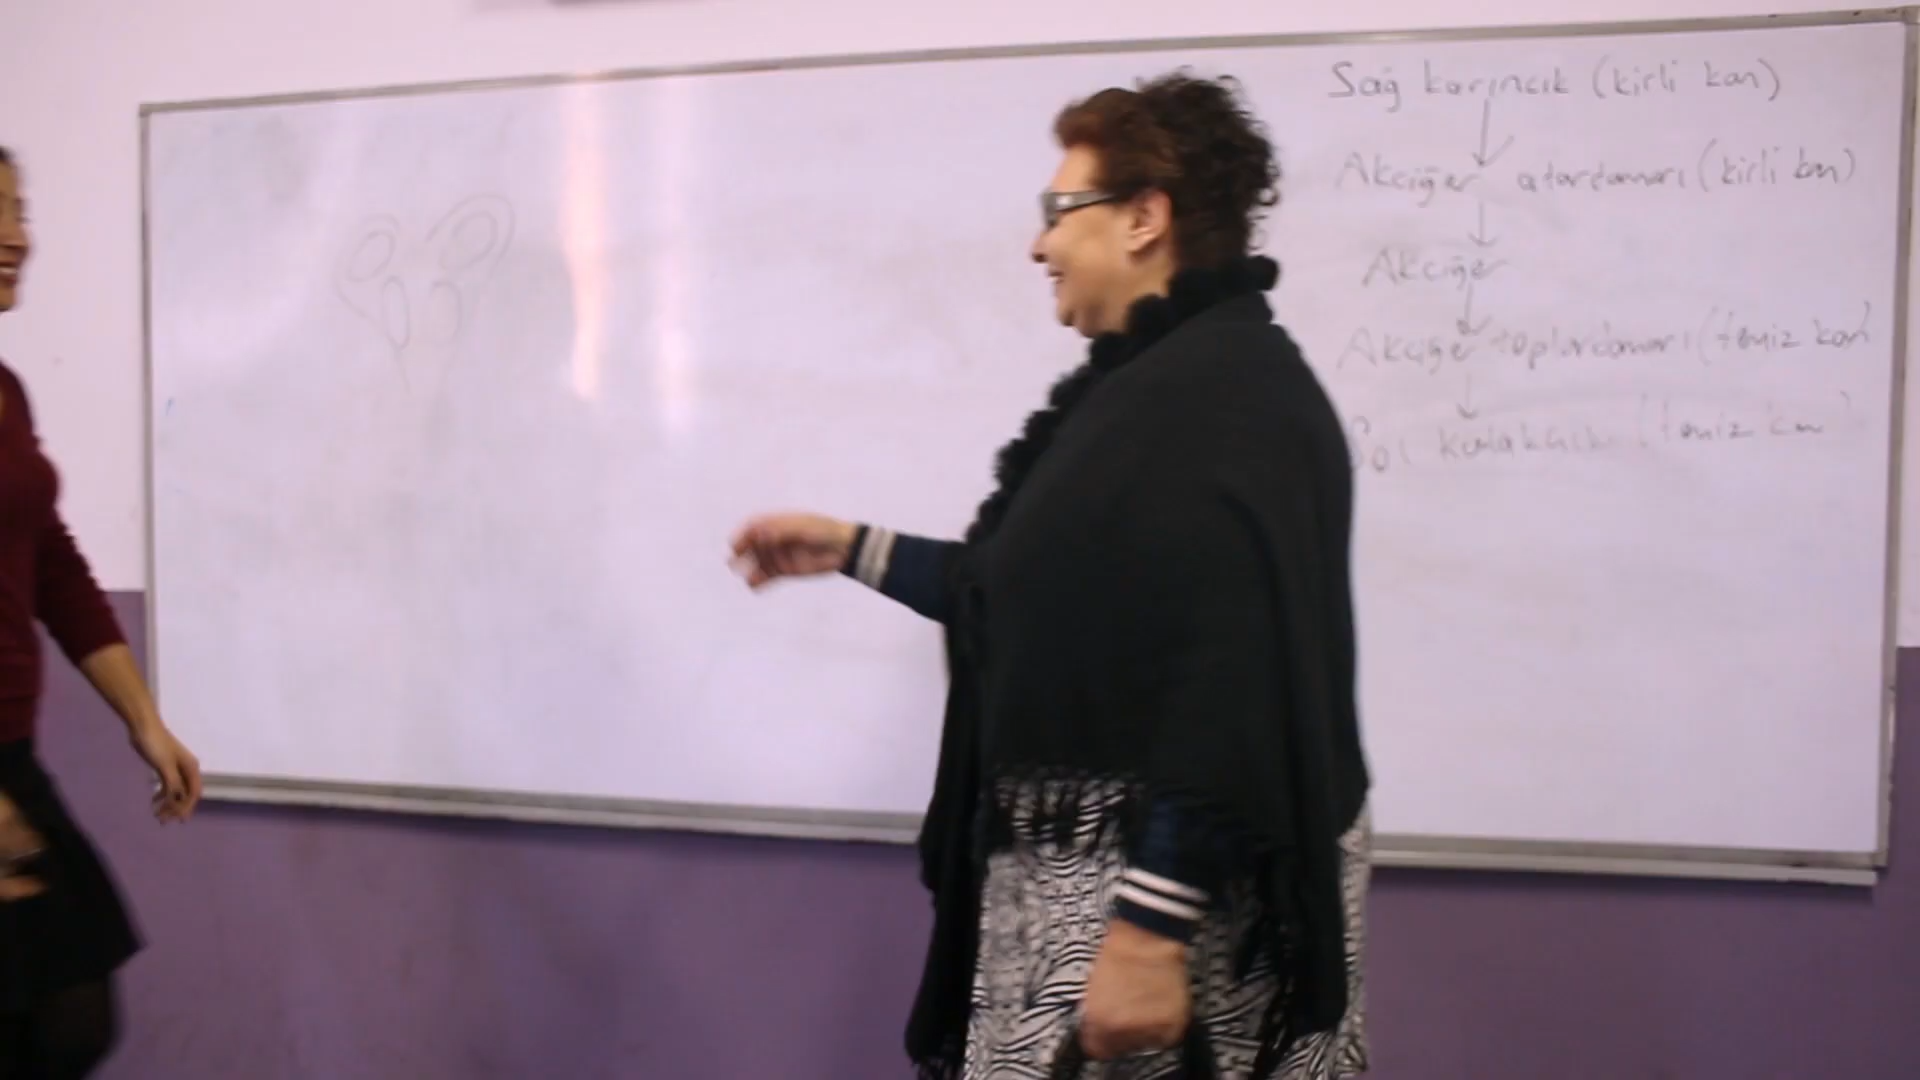 Sağ karıncık (kirli kan)
Akciğer atardamarı (kirli kan)
Akciğer
Akciğer toplardamarı (temiz kan)
Sol kulakçık (temiz kan)